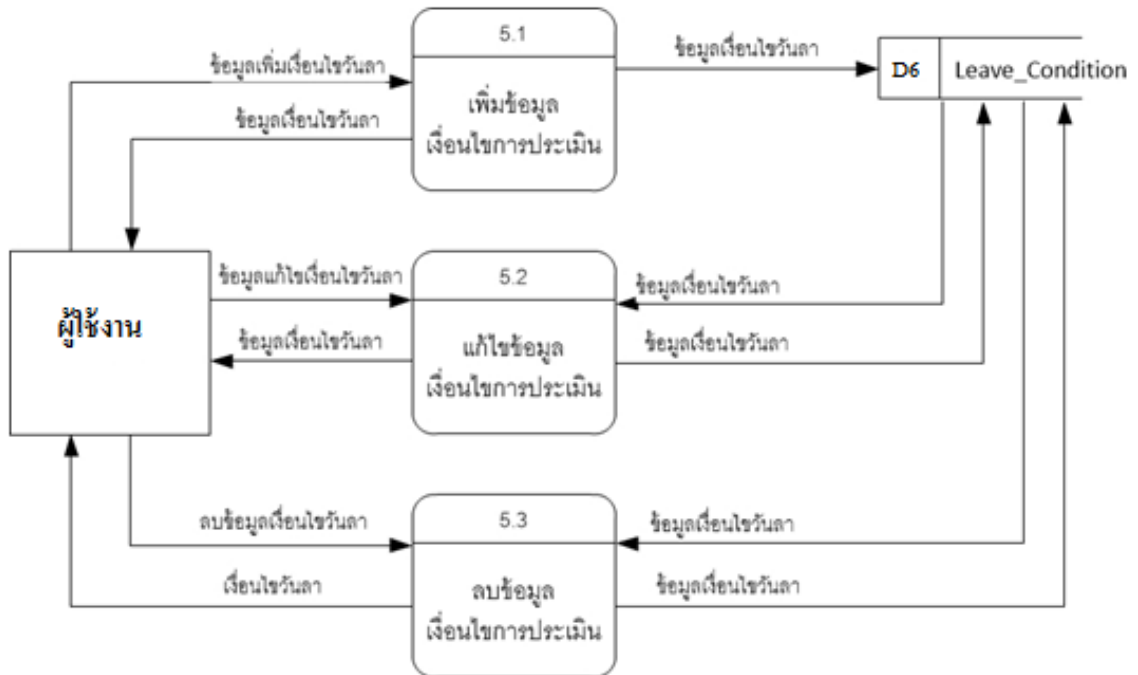 5.1
ข้อมูลเงื่อนไขวันลา
ข้อมูลเพิ่มเงื่อนไขวันลา
D6 Leave_Condition
เพิ่มข้อมูล
เงื่อนไขการประเมิน
ข้อมูลเงื่อนไขวันลา
5.2
ข้อมูลแก้ไขเงื่อนไขวันลา
ข้อมูลเงื่อนไขวันลา
ผู้ใช้งาน
ข้อมูลเงื่อนไขวันลา
แก้ไขข้อมูล
เงื่อนไขการประเมิน
ข้อมูลเงื่อนไขวันลา
5.3
ลบข้อมูลเงื่อนไขวันลา
ข้อมูลเงื่อนไขวันลา
เงื่อนไขวันลา
ลบข้อมูล
เงื่อนไขการประเมิน
ข้อมูลเงื่อนไขวันลา